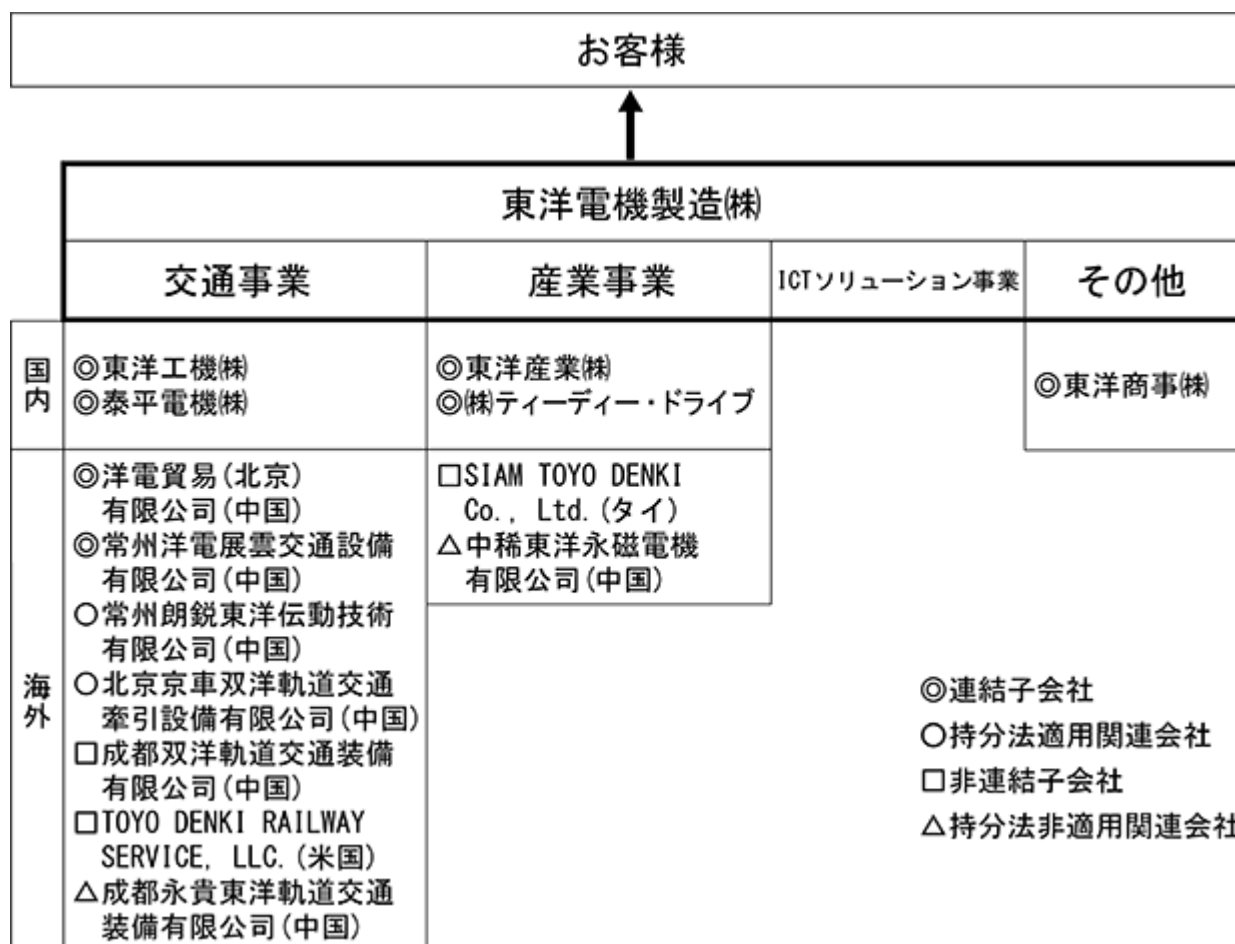 お客様
東洋電機製造㈱
交通事業
産業事業
ICTソリューション事業
その他
国内
◎東洋工機㈱
◎泰平電機㈱
◎東洋産業㈱
◎㈱ティーディー・ドライブ
◎東洋商事㈱
海外
◎洋電貿易(北京)
有限公司(中国)
◎常州洋電展雲交通設備
有限公司(中国)
○常州朗鋭東洋伝動技術
有限公司(中国)
○北京京車双洋軌道交通
牽引設備有限公司(中国)
□成都双洋軌道交通装備
有限公司(中国)
□TOYO DENKI RAILWAY
SERVICE, LLC.(米国)
△成都永貴東洋軌道交通
装備有限公司(中国)
□SIAM TOYO DENKI
Co., Ltd.(タイ)
△中稀東洋永磁電機
有限公司(中国)
◎連結子会社
○持分法適用関連会社
□非連結子会社
△持分法非適用関連会社